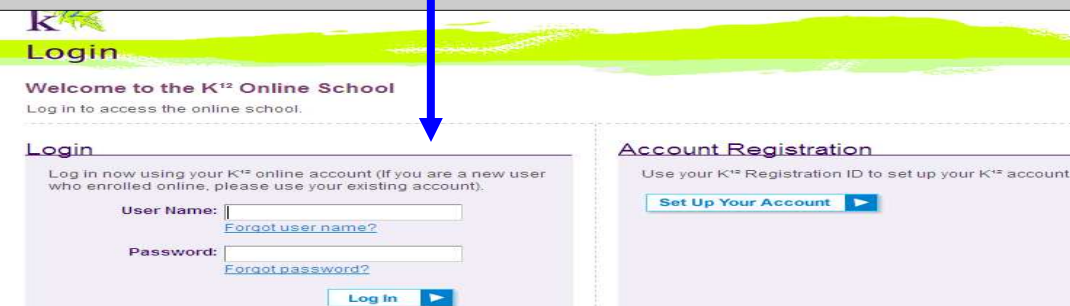 k12
Login
Welcome to the K¹² Online School
Log in to access the online school.
Login
Log in now using your K¹² online account (If you are a new user
who enrolled online, please use your existing account).
User Name:
Forgot user name?
Password:
Forgot password?
Log In
Account Registration
Use your K¹² Registration ID to set up your K¹² account
Set Up Your Account